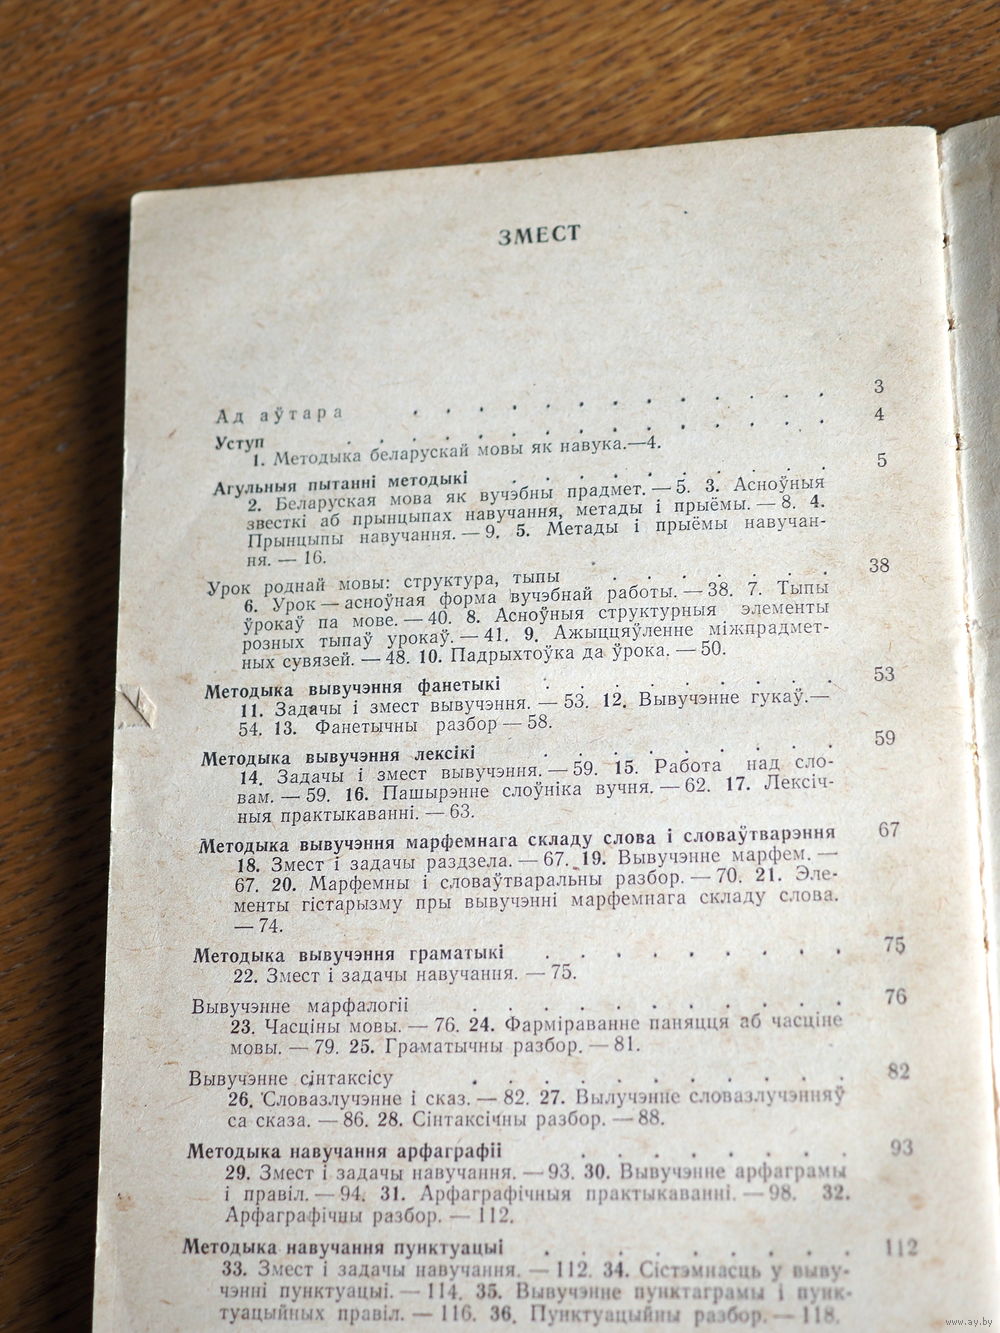 ЗМЕСТ
Ад аўтара . . . . . . . . . . . . . . 3
Уступ . . . . . . . . . . . . . . . 4
1. Методыка беларускай мовы як навука.—4.
Агульныя пытанні методыкі . . . . . . . . . . 5
2. Беларуская мова як вучэбны прадмет. — 5. 3. Асноўныя
звесткі аб прынцыпах навучання, метады і прыёмы. — 8. 4.
Прынцыпы навучання. — 9. 5. Метады і прыёмы навучан-
ня. — 16.
Урок роднай мовы: структура, тыпы . . . . . . . 38
6. Урок — асноўная форма вучэбнай работы. — 38. 7. Тыпы
ўрокаў па мове. — 40. 8. Асноўныя структурныя элементы
розных тыпаў урокаў. — 41. 9. Ажыццяўленне міжпрадмет-
ных сувязей. — 48. 10. Падрыхтоўка да ўрока. — 50.
Методыка вывучэння фанетыкі . . . . . . . . . 53
11. Задачы і змест вывучэння. — 53. 12. Вывучэнне гукаў.—
54. 13. Фанетычны разбор — 58.
Методыка вывучэння лексікі . . . . . . . . . 59
14. Задачы і змест вывучэння. — 59. 15. Работа над сло-
вам. — 59. 16. Пашырэнне слоўніка вучня. — 62. 17. Лексіч-
ныя практыкаванні. — 63.
Методыка вывучэння марфемнага складу слова і словаўтварэння 67
18. Змест і задачы раздзела. — 67. 19. Вывучэнне марфем. —
67. 20. Марфемны і словаўтваральны разбор. — 70. 21. Эле-
менты гістарызму пры вывучэнні марфемнага складу слова.
— 74.
Методыка вывучэння граматыкі . . . . . . . . . 75
22. Змест і задачы навучання. — 75.
Вывучэнне марфалогіі . . . . . . . . . . . 76
23. Часціны мовы. — 76. 24. Фарміраванне паняцця аб часціне
мовы. — 79. 25. Граматычны разбор. — 81.
Вывучэнне сінтаксісу . . . . . . . . . . . 82
26. Словазлучэнне і сказ. — 82. 27. Вылучэнне словазлучэнняў
са сказа. — 86. 28. Сінтаксічны разбор. — 88.
Методыка навучання арфаграфіі . . . . . . . . 93
29. Змест і задачы навучання. — 93. 30. Вывучэнне арфаграмы
і правіл. — 94. 31. Арфаграфічныя практыкаванні. — 98. 32.
Арфаграфічны разбор. — 112.
Методыка навучання пунктуацыі . . . . . . . . . 112
33. Змест і задачы навучання. — 112. 34. Сістэмнасць у выву-
чэнні пунктуацыі. — 114. 35. Вывучэнне пунктаграмы і пунк-
туацыйных правіл. — 116. 36. Пунктуацыйны разбор. — 118.
www.ay.by